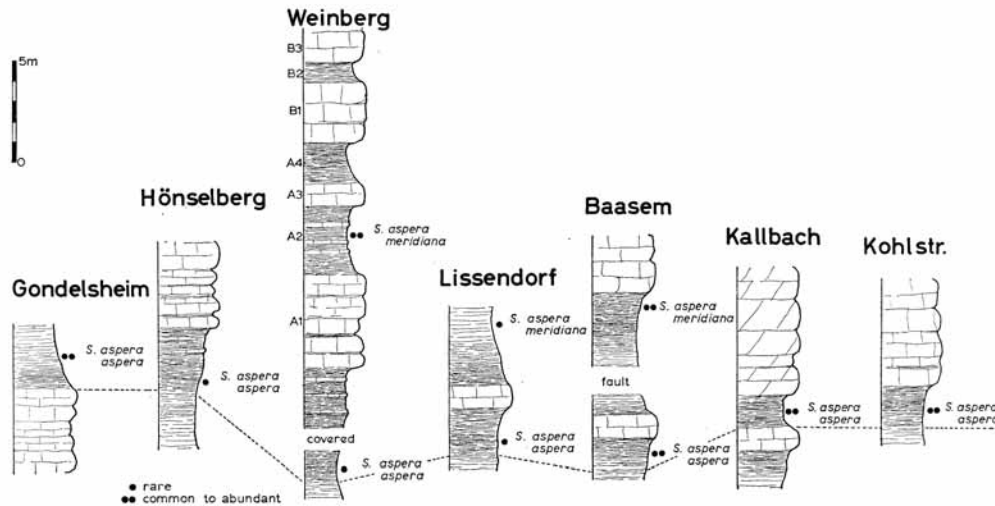 Weinberg
5m
0
B3
B2
B1
A4
A3
A2
A1
S. aspera
meridiana
covered
S. aspera
aspera
Gondelsheim
S. aspera
aspera
Hönselberg
S. aspera
aspera
Lissendorf
S. aspera
meridiana
S. aspera
aspera
Baasem
S. aspera
meridiana
fault
S. aspera
aspera
Kallbach
S. aspera
aspera
Kohlstr.
S. aspera
aspera
●  rare
●● common to abundant